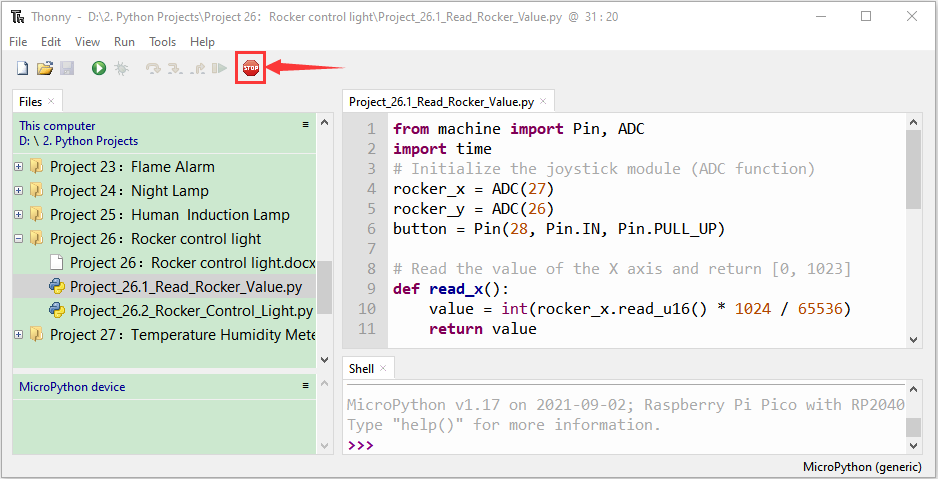 Thonny - D:\2. Python Projects\Project 26：Rocker control light\Project_26.1_Read_Rocker_Value.py @ 31 : 20
File Edit View Run Tools Help
STOP
Files ×
This computer
D: \ 2. Python Projects
Project 23：Flame Alarm
Project 24：Night Lamp
Project 25：Human Induction Lamp
Project 26：Rocker control light
Project 26：Rocker control light.docx
Project_26.1_Read_Rocker_Value.py
Project_26.2_Rocker_Control_Light.py
Project 27：Temperature Humidity Mete
MicroPython device
Project_26.1_Read_Rocker_Value.py ×
1 from machine import Pin, ADC
2 import time
3 # Initialize the joystick module (ADC function)
4 rocker_x = ADC(27)
5 rocker_y = ADC(26)
6 button = Pin(28, Pin.IN, Pin.PULL_UP)
7
8 # Read the value of the X axis and return [0, 1023]
9 def read_x():
10 value = int(rocker_x.read_u16() * 1024 / 65536)
11 return value
Shell ×
MicroPython v1.17 on 2021-09-02; Raspberry Pi Pico with RP2040
Type "help()" for more information.
>>>
MicroPython (generic)